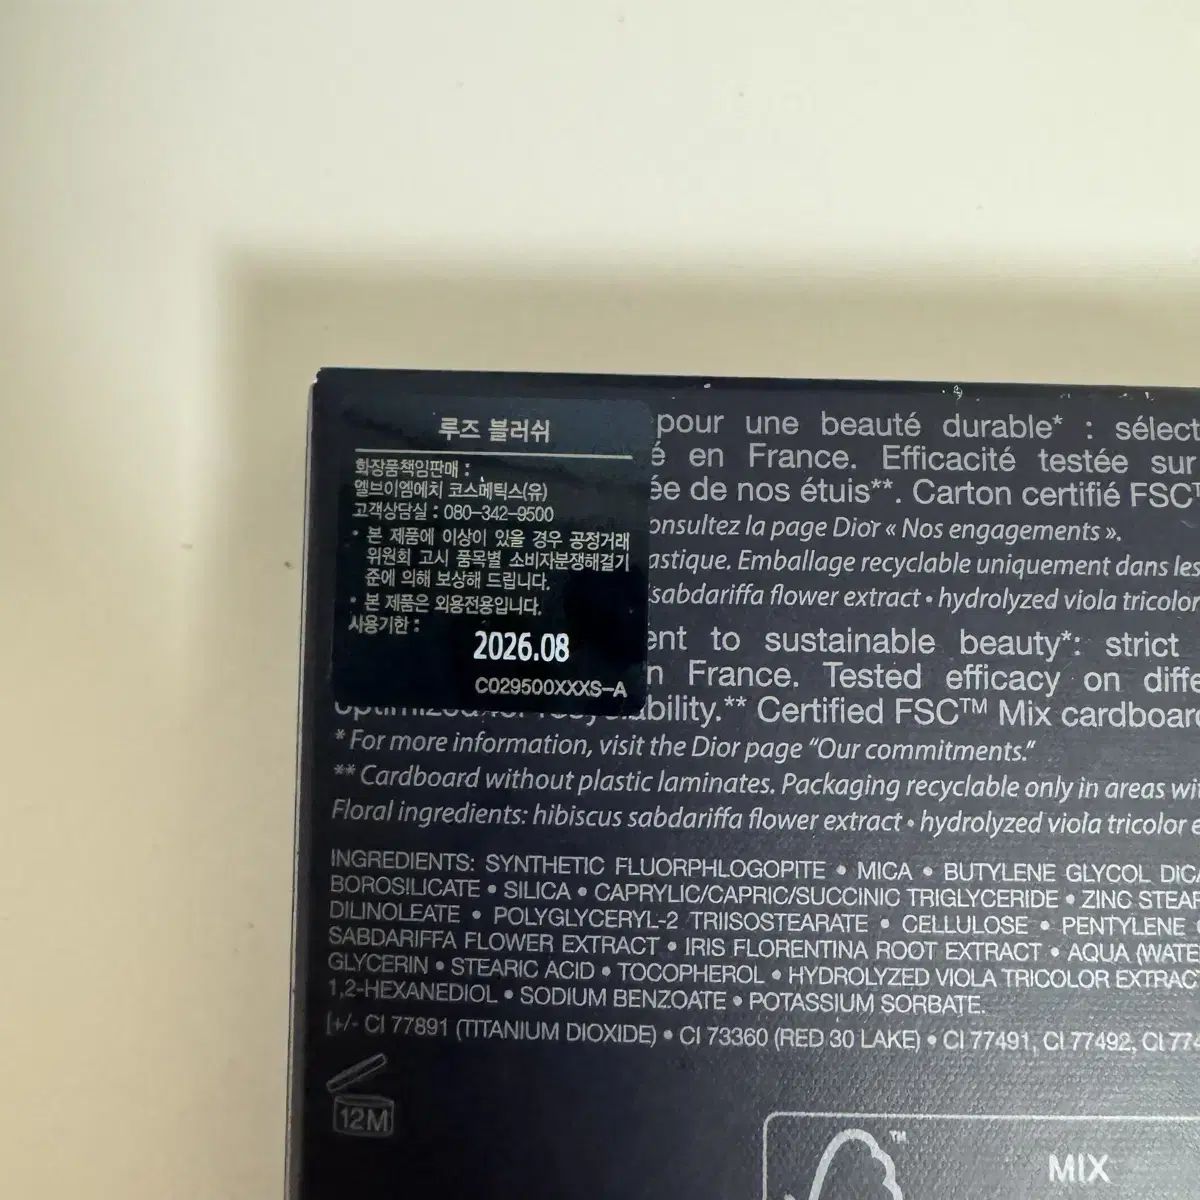 루즈 블러쉬
화장품책임판매 :
엘브이엠에치 코스메틱스(유)
고객상담실 : 080-342-9500
• 본 제품에 이상이 있을 경우 공정거래
위원회 고시 품목별 소비자분쟁해결기
준에 의해 보상해 드립니다.
• 본 제품은 외용전용입니다.
사용기한 :
2026.08
C029500XXXS-A
pour une beauté durable* : sélect
é en France. Efficacité testée sur
ée de nos étuis**. Carton certifié FSC™
onsultez la page Dior « Nos engagements ».
astique. Emballage recyclable uniquement dans les
sabdariffa flower extract • hydrolyzed viola tricolor
ent to sustainable beauty*: strict
n France. Tested efficacy on diffe
optimized for recyclability.** Certified FSC™ Mix cardboar
* For more information, visit the Dior page “Our commitments.”
** Cardboard without plastic laminates. Packaging recyclable only in areas wi
Floral ingredients: hibiscus sabdariffa flower extract • hydrolyzed viola tricolor e
INGREDIENTS: SYNTHETIC FLUORPHLOGOPITE • MICA • BUTYLENE GLYCOL DICA
BOROSILICATE • SILICA • CAPRYLIC/CAPRIC/SUCCINIC TRIGLYCERIDE • ZINC STEAR
DILINOLEATE • POLYGLYCERYL-2 TRIISOSTEARATE • CELLULOSE • PENTYLENE
SABDARIFFA FLOWER EXTRACT • IRIS FLORENTINA ROOT EXTRACT • AQUA (WATE
GLYCERIN • STEARIC ACID • TOCOPHEROL • HYDROLYZED VIOLA TRICOLOR EXTRAC
1,2-HEXANEDIOL • SODIUM BENZOATE • POTASSIUM SORBATE.
[+/- CI 77891 (TITANIUM DIOXIDE) • CI 73360 (RED 30 LAKE) • CI 77491, CI 77492, CI 774
12M
™
MIX